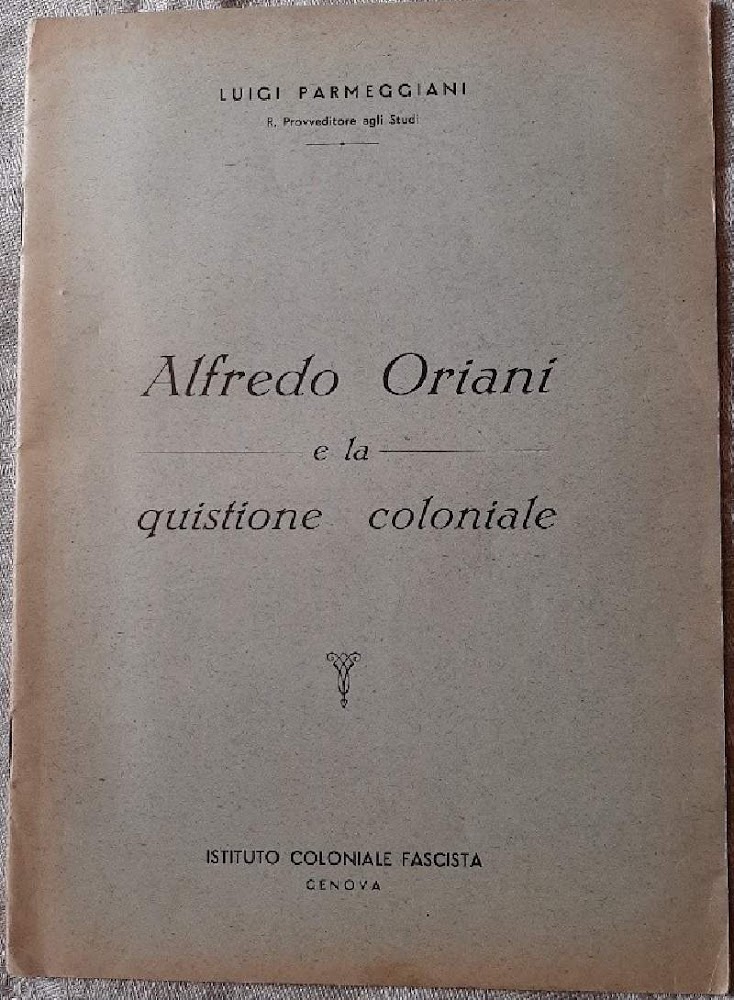 LUIGI PARMEGGIANI
R. Provveditore agli Studi
Alfredo Oriani
e la
quistione coloniale
ISTITUTO COLONIALE FASCISTA
GENOVA